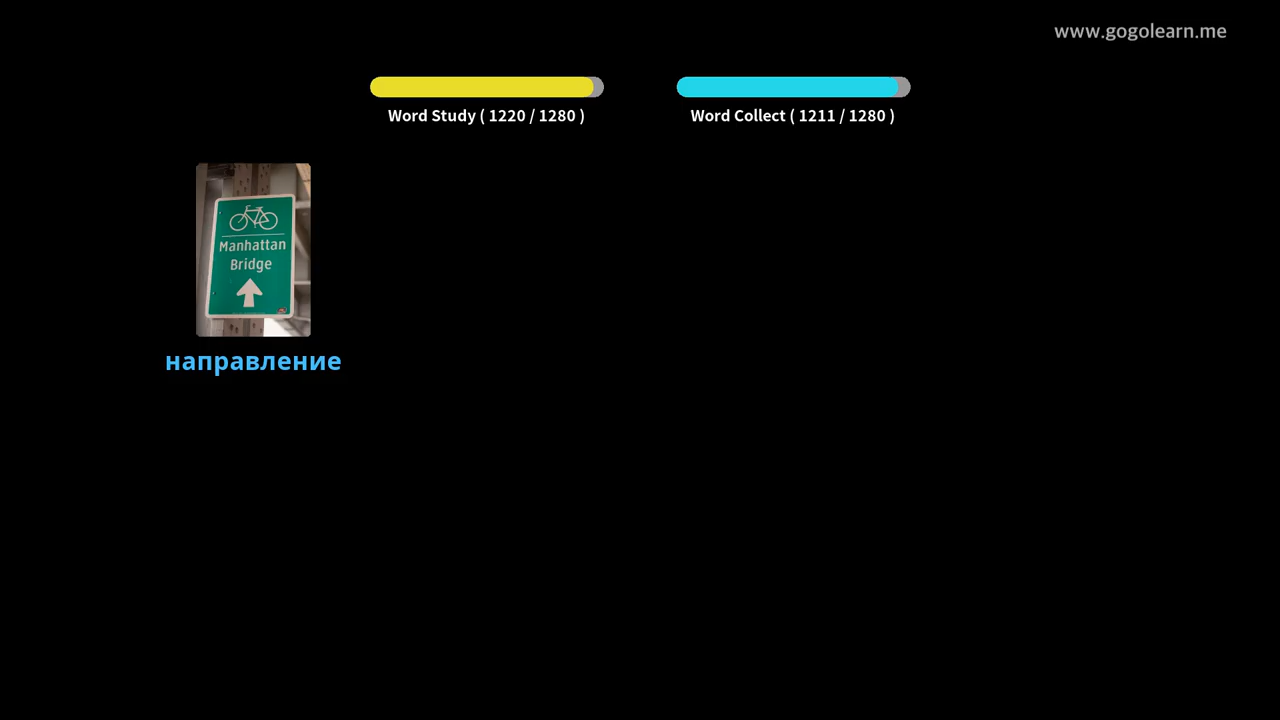 www.gogolearn.me
Word Study ( 1220 / 1280 )
Word Collect ( 1211 / 1280 )
Manhattan
Bridge
направление